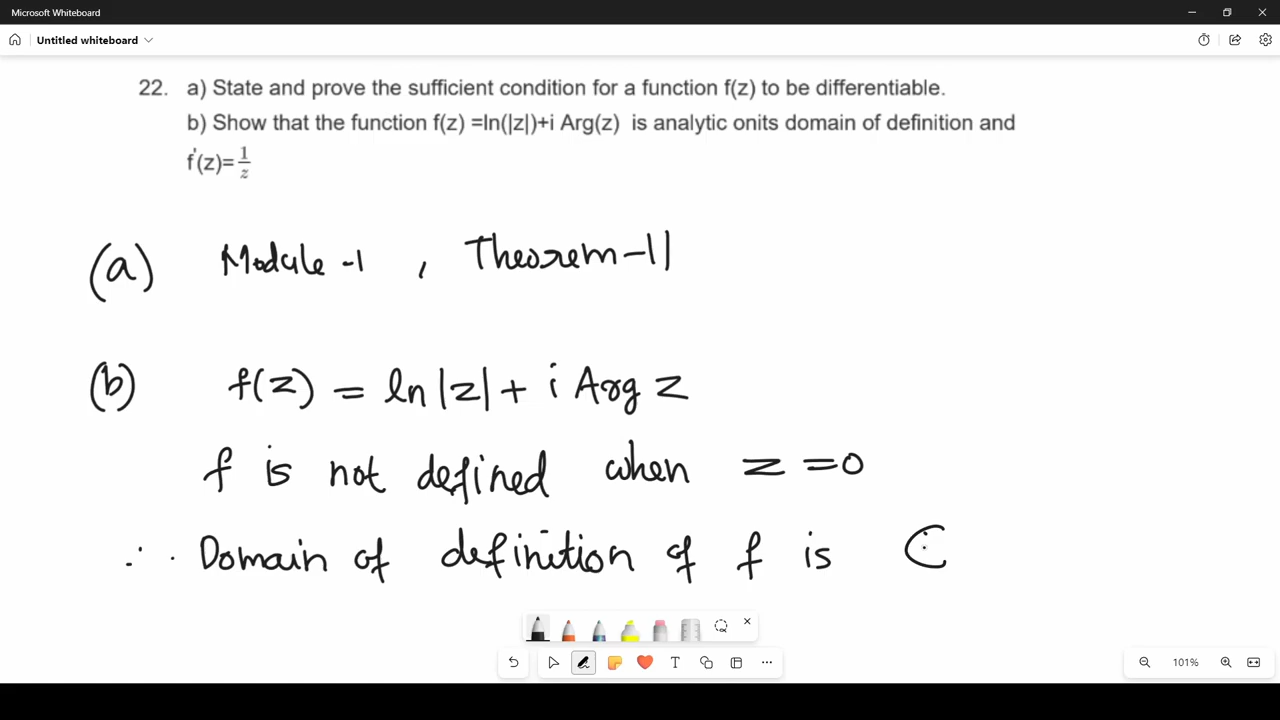 Microsoft Whiteboard
Untitled whiteboard
22. a) State and prove the sufficient condition for a function f(z) to be differentiable.
b) Show that the function f(z) =ln(|z|)+i Arg(z) is analytic onits domain of definition and
f'(z)=1/z
(a) Module -1 , Theorem-11
(b) f(z) = ln |z| + i Arg z
f is not defined when z = 0
∴ Domain of definition of f is C
101%